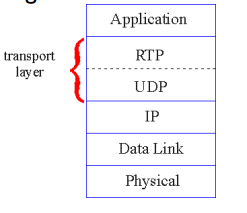 Application
transport
layer
RTP
UDP
IP
Data Link
Physical